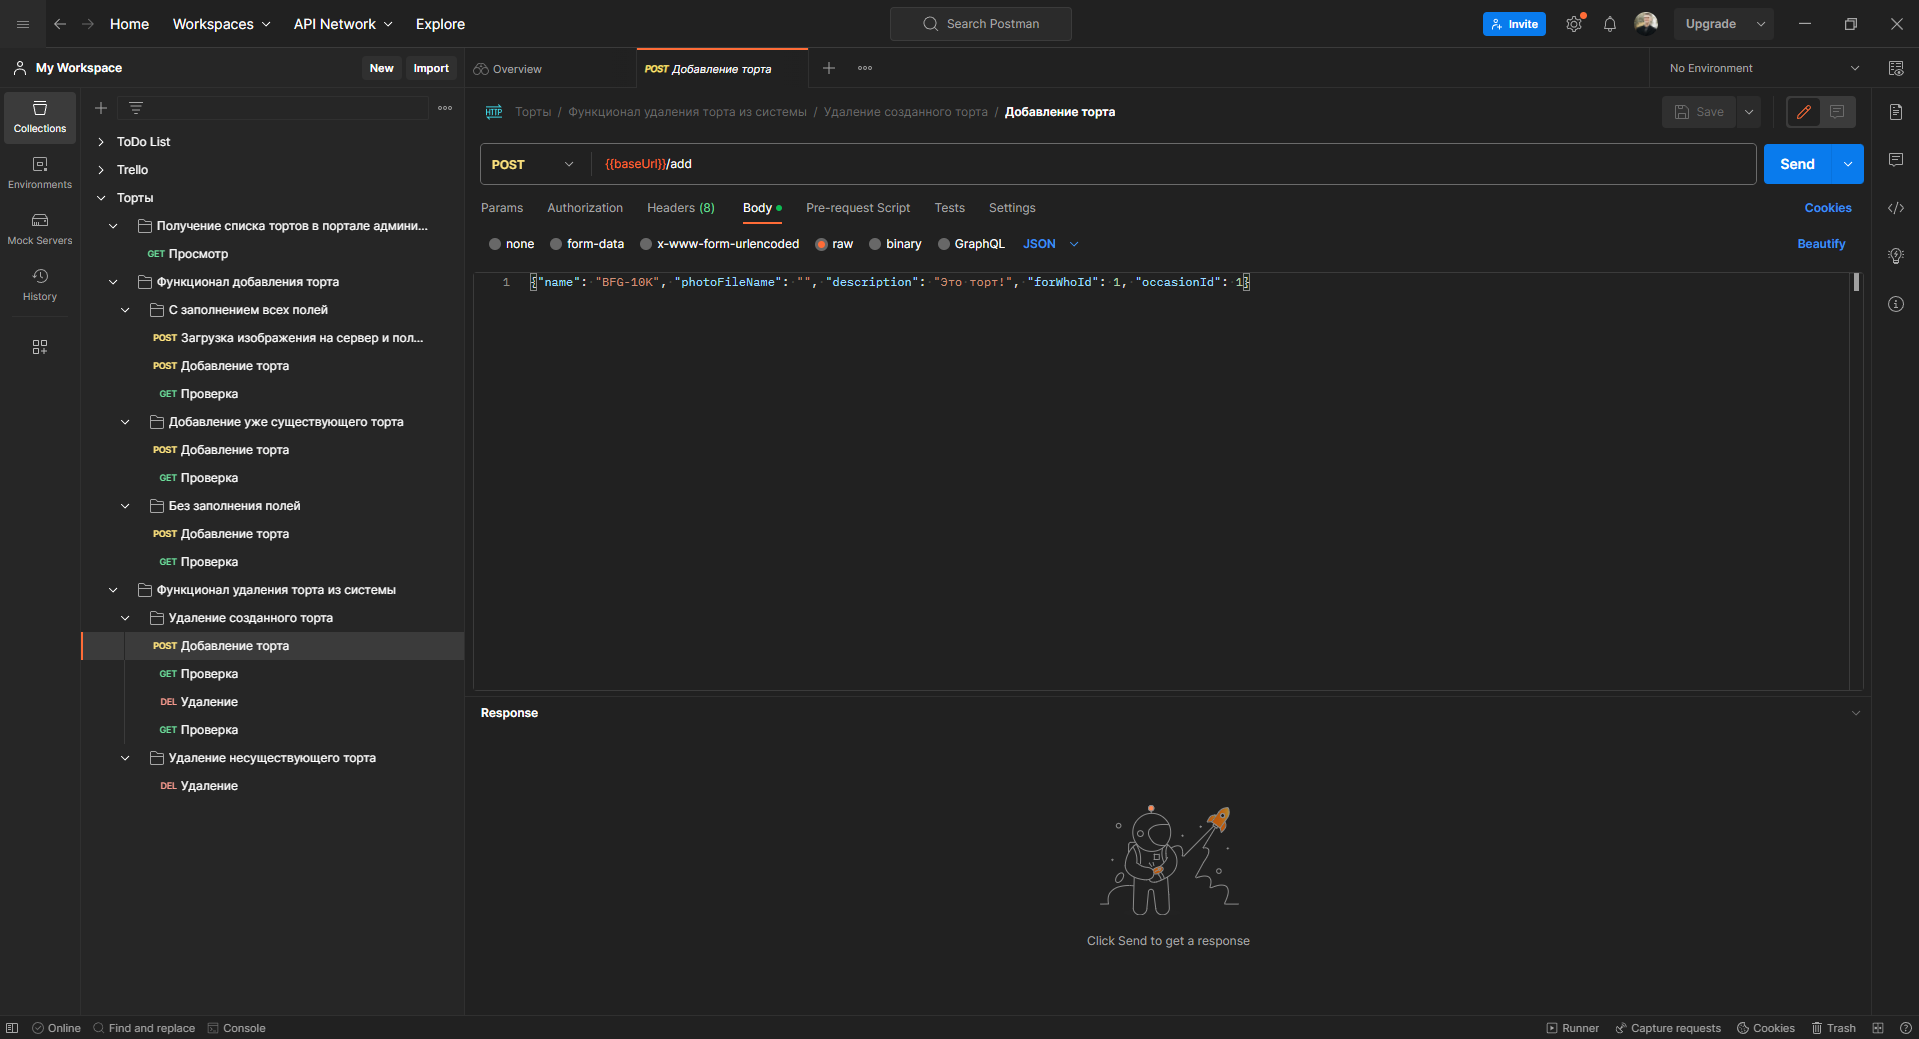 Home Workspaces API Network Explore Search Postman Invite Upgrade
My Workspace New Import Overview POST Добавление торта No Environment
Collections
Environments
Mock Servers
History
ToDo List
Trello
Торты
Получение списка тортов в портале админи...
GET Просмотр
Функционал добавления торта
С заполнением всех полей
POST Загрузка изображения на сервер и пол...
POST Добавление торта
GET Проверка
Добавление уже существующего торта
POST Добавление торта
GET Проверка
Без заполнения полей
POST Добавление торта
GET Проверка
Функционал удаления торта из системы
Удаление созданного торта
POST Добавление торта
GET Проверка
DEL Удаление
GET Проверка
Удаление несуществующего торта
DEL Удаление
HTTP Торты / Функционал удаления торта из системы / Удаление созданного торта / Добавление торта Save
POST {{baseUrl}}/add Send
Params Authorization Headers (8) Body Pre-request Script Tests Settings Cookies
none form-data x-www-form-urlencoded raw binary GraphQL JSON Beautify
1 {"name": "BFG-10K", "photoFileName": "", "description": "Это торт!", "forWhoId": 1, "occasionId": 1}
Response
Click Send to get a response
Online Find and replace Console Runner Capture requests Cookies Trash